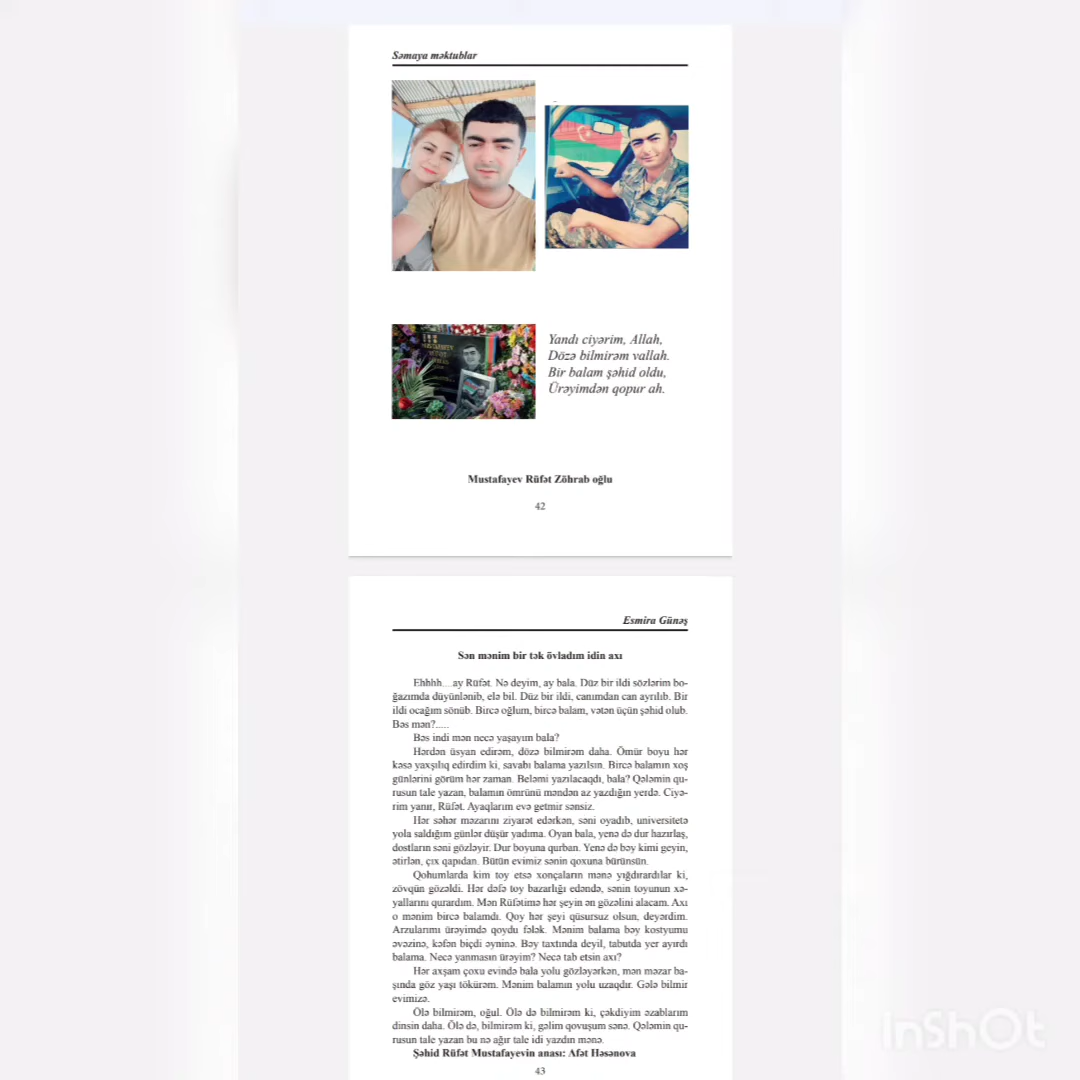 Səmaya məktublar
Yandı ciyərim, Allah,
Dözə bilmirəm vallah.
Bir balam şəhid oldu,
Ürəyimdən qopur ah.
Mustafayev Rüfət Zöhrab oğlu
42
Esmira Günəş
Sən mənim bir tək övladım idin axı
Ehhhh....ay Rüfət. Nə deyim, ay bala. Düz bir ildi sözlərim bo-
ğazımda düyünlənib, elə bil. Düz bir ildi, canımdan can ayrılıb. Bir
ildi ocağım sönüb. Bircə oğlum, bircə balam, vətən üçün şəhid olub.
Bəs mən?.....
Bəs indi mən necə yaşayım bala?
Hərdən üsyan edirəm, dözə bilmirəm daha. Ömür boyu hər
kəsə yaxşılıq edirdim ki, savabı balama yazılsın. Bircə balamın xoş
günlərini görüm hər zaman. Beləmi yazılacaqdı, bala? Qələmin qu-
rusun tale yazan, balamın ömrünü məndən az yazdığın yerdə. Ciyə-
rim yanır, Rüfət. Ayaqlarım evə getmir sənsiz.
Hər səhər məzarını ziyarət edərkən, səni oyadıb, universitetə
yola saldığım günlər düşür yadıma. Oyan bala, yenə də dur hazırlaş,
dostların səni gözləyir. Dur boyuna qurban. Yenə də bəy kimi geyin,
ətirlən, çıx qapıdan. Bütün evimiz sənin qoxuna bürünsün.
Qohumlarda kim toy etsə xonçaların mənə yığdırardılar ki,
zövqün gözəldi. Hər dəfə toy bazarlığı edəndə, sənin toyunun xə-
yallarını qurardım. Mən Rüfətimə hər şeyin ən gözəlini alacam. Axı
o mənim bircə balamdı. Qoy hər şeyi qüsursuz olsun, deyərdim.
Arzularımı ürəyimdə qoydu fələk. Mənim balama bəy kostyumu
əvəzinə, kəfən biçdi əyninə. Bəy taxtında deyil, tabutda yer ayırdı
balama. Necə yanmasın ürəyim? Necə tab etsin axı?
Hər axşam çoxu evində bala yolu gözləyərkən, mən məzar ba-
şında göz yaşı tökürəm. Mənim balamın yolu uzaqdır. Gələ bilmir
evimizə.
Ölə bilmirəm, oğul. Ölə də bilmirəm ki, çəkdiyim əzablarım
dinsin daha. Ölə də, bilmirəm ki, gəlim qovuşum sənə. Qələmin qu-
rusun tale yazan bu nə ağır tale idi yazdın mənə.
Şəhid Rüfət Mustafayevin anası: Afət Həsənova
43
InShOt